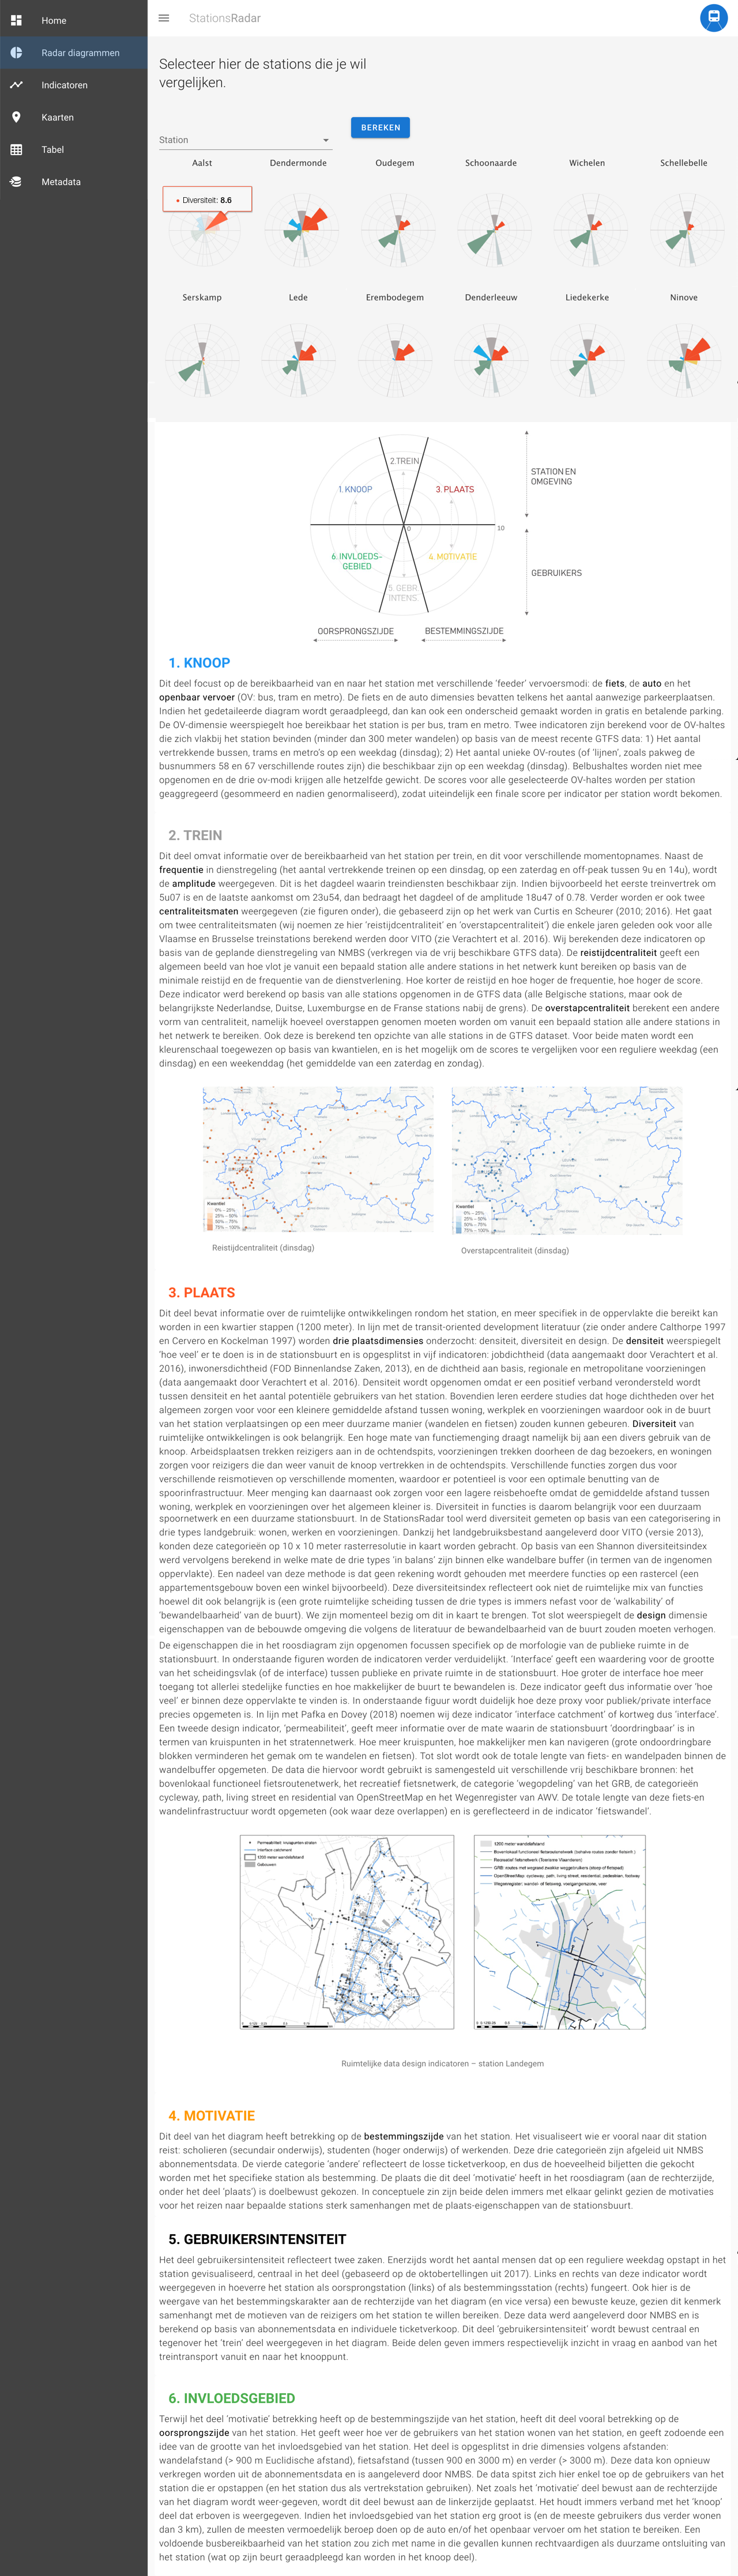 Home
Radar diagrammen
Indicatoren
Kaarten
Tabel
Metadata
StationsRadar
Selecteer hier de stations die je wil
vergelijken.
Station
BEREKEN
Aalst Dendermonde Oudegem Schoonaarde Wichelen Schellebelle
Diversiteit: 8.6
Serskamp Lede Erembodegem Denderleeuw Liedekerke Ninove
2.TREIN
1. KNOOP
3. PLAATS
0
10
6. INVLOEDS-
GEBIED
4. MOTIVATIE
5. GEBR.
INTENS.
STATION EN
OMGEVING
GEBRUIKERS
OORSPRONGSZIJDE
BESTEMMINGSZIJDE
1. KNOOP
Dit deel focust op de bereikbaarheid van en naar het station met verschillende ‘feeder’ vervoersmodi: de fiets, de auto en het
openbaar vervoer (OV: bus, tram en metro). De fiets en de auto dimensies bevatten telkens het aantal aanwezige parkeerplaatsen.
Indien het gedetaileerde diagram wordt geraadpleegd, dan kan ook een onderscheid gemaakt worden in gratis en betalende parking.
De OV-dimensie weerspiegelt hoe bereikbaar het station is per bus, tram en metro. Twee indicatoren zijn berekend voor de OV-haltes
die zich vlakbij het station bevinden (minder dan 300 meter wandelen) op basis van de meest recente GTFS data: 1) Het aantal
vertrekkende bussen, trams en metro’s op een weekdag (dinsdag); 2) Het aantal unieke OV-routes (of ‘lijnen’, zoals pakweg de
busnummers 58 en 67 verschillende routes zijn) die beschikbaar zijn op een weekdag (dinsdag). Belbushaltes worden niet mee
opgenomen en de drie ov-modi krijgen alle hetzelfde gewicht. De scores voor alle geselecteerde OV-haltes worden per station
geaggregeerd (gesommeerd en nadien genormaliseerd), zodat uiteindelijk een finale score per indicator per station wordt bekomen.
2. TREIN
Dit deel omvat informatie over de bereikbaarheid van het station per trein, en dit voor verschillende momentopnames. Naast de
frequentie in dienstregeling (het aantal vertrekkende treinen op een dinsdag, op een zaterdag en off-peak tussen 9u en 14u), wordt
de amplitude weergegeven. Dit is het dagdeel waarin treindiensten beschikbaar zijn. Indien bijvoorbeeld het eerste treinvertrek om
5u07 is en de laatste aankomst om 23u54, dan bedraagt het dagdeel of de amplitude 18u47 of 0.78. Verder worden er ook twee
centraliteitsmaten weergegeven (zie figuren onder), die gebaseerd zijn op het werk van Curtis en Scheurer (2010; 2016). Het gaat
om twee centraliteitsmaten (wij noemen ze hier ‘reistijdcentraliteit’ en ‘overstapcentraliteit’) die enkele jaren geleden ook voor alle
Vlaamse en Brusselse treinstations berekend werden door VITO (zie Verachtert et al. 2016). Wij berekenden deze indicatoren op
basis van de geplande dienstregeling van NMBS (verkregen via de vrij beschikbare GTFS data). De reistijdcentraliteit geeft een
algemeen beeld van hoe vlot je vanuit een bepaald station alle andere stations in het netwerk kunt bereiken op basis van de
minimale reistijd en de frequentie van de dienstverlening. Hoe korter de reistijd en hoe hoger de frequentie, hoe hoger de score.
Deze indicator werd berekend op basis van alle stations opgenomen in de GTFS data (alle Belgische stations, maar ook de
belangrijkste Nederlandse, Duitse, Luxemburgse en de Franse stations nabij de grens). De overstapcentraliteit berekent een andere
vorm van centraliteit, namelijk hoeveel overstappen genomen moeten worden om vanuit een bepaald station alle andere stations in
het netwerk te bereiken. Ook deze is berekend ten opzichte van alle stations in de GTFS dataset. Voor beide maten wordt een
kleurenschaal toegewezen op basis van kwantielen, en is het mogelijk om de scores te vergelijken voor een reguliere weekdag (een
dinsdag) en een weekenddag (het gemiddelde van een zaterdag en zondag).
Kwantiel
0% – 25%
25% – 50%
50% – 75%
75% – 100%
Kwantiel
0% – 25%
25% – 50%
50% – 75%
75% – 100%
Reistijdcentraliteit (dinsdag)
Overstapcentraliteit (dinsdag)
3. PLAATS
Dit deel bevat informatie over de ruimtelijke ontwikkelingen rondom het station, en meer specifiek in de oppervlakte die bereikt kan
worden in een kwartier stappen (1200 meter). In lijn met de transit-oriented development literatuur (zie onder andere Calthorpe 1997
en Cervero en Kockelman 1997) worden drie plaatsdimensies onderzocht: densiteit, diversiteit en design. De densiteit weerspiegelt
‘hoe veel’ er te doen is in de stationsbuurt en is opgesplitst in vijf indicatoren: jobdichtheid (data aangemaakt door Verachtert et al.
2016), inwonersdichtheid (FOD Binnenlandse Zaken, 2013), en de dichtheid aan basis, regionale en metropolitane voorzieningen
(data aangemaakt door Verachtert et al. 2016). Densiteit wordt opgenomen omdat er een positief verband verondersteld wordt
tussen densiteit en het aantal potentiële gebruikers van het station. Bovendien leren eerdere studies dat hoge dichtheden over het
algemeen zorgen voor voor een kleinere gemiddelde afstand tussen woning, werkplek en voorzieningen waardoor ook in de buurt
van het station verplaatsingen op een meer duurzame manier (wandelen en fietsen) zouden kunnen gebeuren. Diversiteit van
ruimtelijke ontwikkelingen is ook belangrijk. Een hoge mate van functiemenging draagt namelijk bij aan een divers gebruik van de
knoop. Arbeidsplaatsen trekken reizigers aan in de ochtendspits, voorzieningen trekken doorheen de dag bezoekers, en woningen
zorgen voor reizigers die dan weer vanuit de knoop vertrekken in de ochtendspits. Verschillende functies zorgen dus voor
verschillende reismotieven op verschillende momenten, waardoor er potentieel is voor een optimale benutting van de
spoorinfrastructuur. Meer menging kan daarnaast ook zorgen voor een lagere reisbehoefte omdat de gemiddelde afstand tussen
woning, werkplek en voorzieningen over het algemeen kleiner is. Diversiteit in functies is daarom belangrijk voor een duurzaam
spoornetwerk en een duurzame stationsbuurt. In de StationsRadar tool werd diversiteit gemeten op basis van een categorisering in
drie types landgebruik: wonen, werken en voorzieningen. Dankzij het landgebruiksbestand aangeleverd door VITO (versie 2013),
konden deze categorieën op 10 x 10 meter rasterresolutie in kaart worden gebracht. Op basis van een Shannon diversiteitsindex
werd vervolgens berekend in welke mate de drie types ‘in balans’ zijn binnen elke wandelbare buffer (in termen van de ingenomen
oppervlakte). Een nadeel van deze methode is dat geen rekening wordt gehouden met meerdere functies op een rastercel (een
appartementsgebouw boven een winkel bijvoorbeeld). Deze diversiteitsindex reflecteert ook niet de ruimtelijke mix van functies
hoewel dit ook belangrijk is (een grote ruimtelijke scheiding tussen de drie types is immers nefast voor de ‘walkability’ of
‘bewandelbaarheid’ van de buurt). We zijn momenteel bezig om dit in kaart te brengen. Tot slot weerspiegelt de design dimensie
eigenschappen van de bebouwde omgeving die volgens de literatuur de bewandelbaarheid van de buurt zouden moeten verhogen.
De eigenschappen die in het roosdiagram zijn opgenomen focussen specifiek op de morfologie van de publieke ruimte in de
stationsbuurt. In onderstaande figuren worden de indicatoren verder verduidelijkt. ‘Interface’ geeft een waardering voor de grootte
van het scheidingsvlak (of de interface) tussen publieke en private ruimte in de stationsbuurt. Hoe groter de interface hoe meer
toegang tot allerlei stedelijke functies en hoe makkelijker de buurt te bewandelen is. Deze indicator geeft dus informatie over ‘hoe
veel’ er binnen deze oppervlakte te vinden is. In onderstaande figuur wordt duidelijk hoe deze proxy voor publiek/private interface
precies opgemeten is. In lijn met Pafka en Dovey (2018) noemen wij deze indicator ‘interface catchment’ of kortweg dus ‘interface’.
Een tweede design indicator, ‘permeabiliteit’, geeft meer informatie over de mate waarin de stationsbuurt ‘doordringbaar’ is in
termen van kruispunten in het stratennetwerk. Hoe meer kruispunten, hoe makkelijker men kan navigeren (grote ondoordringbare
blokken verminderen het gemak om te wandelen en fietsen). Tot slot wordt ook de totale lengte van fiets- en wandelpaden binnen de
wandelbuffer opgemeten. De data die hiervoor wordt gebruikt is samengesteld uit verschillende vrij beschikbare bronnen: het
bovenlokaal functioneel fietsroutenetwerk, het recreatief fietsnetwerk, de categorie ‘wegopdeling’ van het GRB, de categorieën
cycleway, path, living street en residential van OpenStreetMap en het Wegenregister van AWV. De totale lengte van deze fiets-en
wandelinfrastructuur wordt opgemeten (ook waar deze overlappen) en is gereflecteerd in de indicator ‘fietswandel’.
Permeabiliteit: kruispunten straten
Interface catchment
1200 meter wandelafstand
Gebouwen
1200 meter wandelafstand
Ruimtelijke data design indicatoren – station Landegem
4. MOTIVATIE
Dit deel van het diagram heeft betrekking op de bestemmingszijde van het station. Het visualiseert wie er vooral naar dit station
reist: scholieren (secundair onderwijs), studenten (hoger onderwijs) of werkenden. Deze drie categorieën zijn afgeleid uit NMBS
abonnementsdata. De vierde categorie ‘andere’ reflecteert de losse ticketverkoop, en dus de hoeveelheid biljetten die gekocht
worden met het specifieke station als bestemming. De plaats die dit deel ‘motivatie’ heeft in het roosdiagram (aan de rechterzijde,
onder het deel ‘plaats’) is doelbewust gekozen. In conceptuele zin zijn beide delen immers met elkaar gelinkt gezien de motivaties
voor het reizen naar bepaalde stations sterk samenhangen met de plaats-eigenschappen van de stationsbuurt.
5. GEBRUIKERSINTENSITEIT
Het deel gebruikersintensiteit reflecteert twee zaken. Enerzijds wordt het aantal mensen dat op een reguliere weekdag opstapt in het
station gevisualiseerd, centraal in het deel (gebaseerd op de oktobertellingen uit 2017). Links en rechts van deze indicator wordt
weergegeven in hoeverre het station als oorsprongstation (links) of als bestemmingsstation (rechts) fungeert. Ook hier is de
weergave van het bestemmingskarakter aan de rechterzijde van het diagram (en vice versa) een bewuste keuze, gezien dit kenmerk
samenhangt met de motieven van de reizigers om het station te willen bereiken. Deze data werd aangeleverd door NMBS en is
berekend op basis van abonnementsdata en individuele ticketverkoop. Dit deel ‘gebruikersintensiteit’ wordt bewust centraal en
tegenover het ‘trein’ deel weergegeven in het diagram. Beide delen geven immers respectievelijk inzicht in vraag en aanbod van het
treintransport vanuit en naar het knooppunt.
6. INVLOEDSGEBIED
Terwijl het deel ‘motivatie’ betrekking heeft op de bestemmingszijde van het station, heeft dit deel vooral betrekking op de
oorsprongszijde van het station. Het geeft weer hoe ver de gebruikers van het station wonen van het station, en geeft zodoende een
idee van de grootte van het invloedsgebied van het station. Het deel is opgesplitst in drie dimensies volgens afstanden:
wandelafstand (> 900 m Euclidische afstand), fietsafstand (tussen 900 en 3000 m) en verder (> 3000 m). Deze data kon opnieuw
verkregen worden uit de abonnementsdata en is aangeleverd door NMBS. De data spitst zich hier enkel toe op de gebruikers van het
station die er opstappen (en het station dus als vertrekstation gebruiken). Net zoals het ‘motivatie’ deel bewust aan de rechterzijde
van het diagram wordt weer-gegeven, wordt dit deel bewust aan de linkerzijde geplaatst. Het houdt immers verband met het ‘knoop’
deel dat erboven is weergegeven. Indien het invloedsgebied van het station erg groot is (en de meeste gebruikers dus verder wonen
dan 3 km), zullen de meesten vermoedelijk beroep doen op de auto en/of het openbaar vervoer om het station te bereiken. Een
voldoende busbereikbaarheid van het station zou zich met name in die gevallen kunnen rechtvaardigen als duurzame ontsluiting van
het station (wat op zijn beurt geraadpleegd kan worden in het knoop deel).